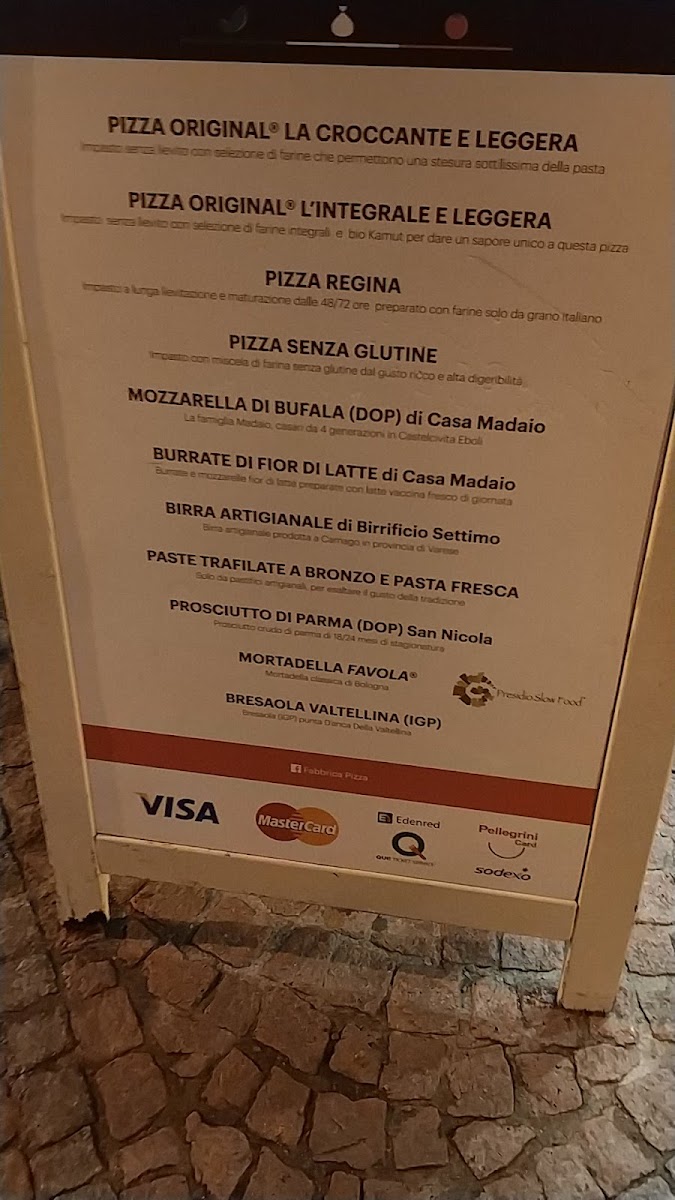 PIZZA ORIGINAL® LA CROCCANTE E LEGGERA
Impasto senza lievito con selezione di farine che permettono una stesura sottilissima della pasta
PIZZA ORIGINAL® L'INTEGRALE E LEGGERA
Impasto senza lievito con selezione di farine integrali e bio Kamut per dare un sapore unico a questa pizza
PIZZA REGINA
Impasto a lunga lievitazione e maturazione dalle 48/72 ore preparato con farine solo da grano Italiano
PIZZA SENZA GLUTINE
Impasto con miscela di farina senza glutine dal gusto ricco e alta digeribilità
MOZZARELLA DI BUFALA (DOP) di Casa Madaio
La famiglia Madaio, casari da 4 generazioni in Castelcivita Eboli
BURRATE DI FIOR DI LATTE di Casa Madaio
Burrate e mozzarelle fior di latte preparate con latte vaccino fresco di giornata
BIRRA ARTIGIANALE di Birrificio Settimo
Birra artigianale prodotta a Carnago in provincia di Varese
PASTE TRAFILATE A BRONZO E PASTA FRESCA
Solo da pastifici artigianali, per esaltare il gusto della tradizione
PROSCIUTTO DI PARMA (DOP) San Nicola
Prosciutto crudo di parma di 18/24 mesi di stagionatura
MORTADELLA FAVOLA®
Mortadella classica di Bologna
Presidio Slow Food®
BRESAOLA VALTELLINA (IGP)
Bresaola (IGP) punta D'anca Della Valtellina
Fabbrica Pizza
VISA
MasterCard
Edenred
QUI! TICKET SERVICE
Pellegrini
Card
sodexo